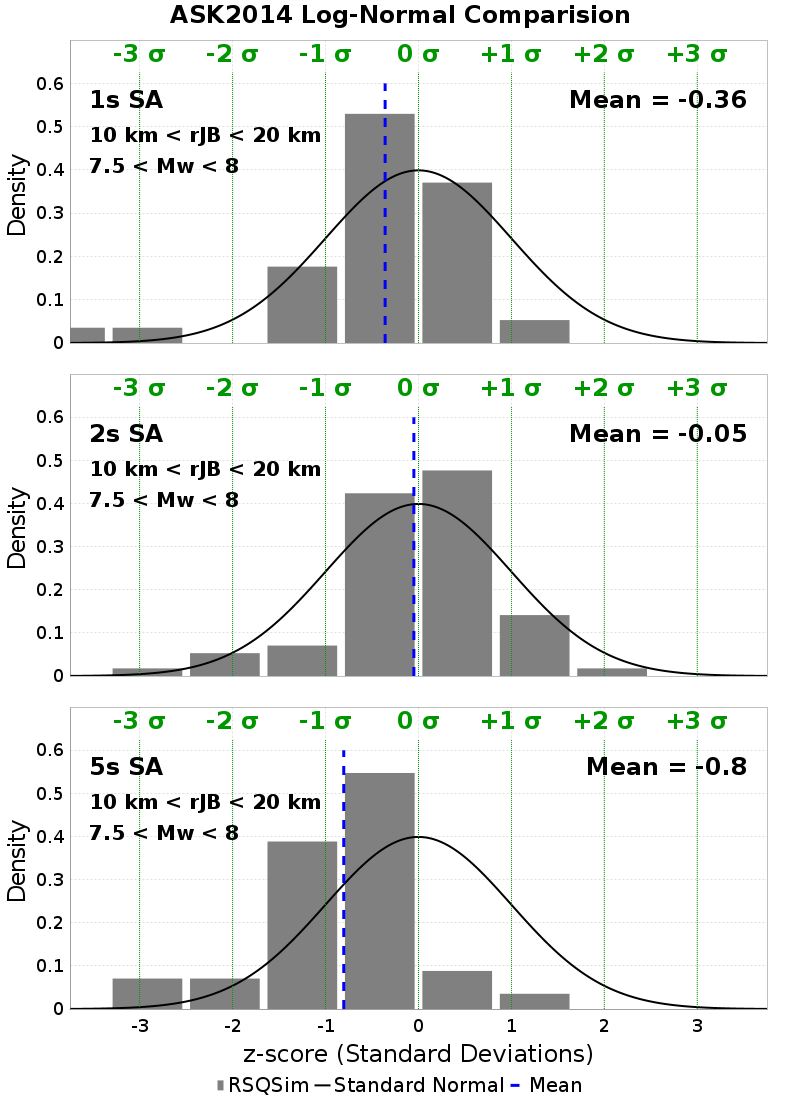 ASK2014 Log-Normal Comparision
-3 σ -2 σ -1 σ 0 σ +1 σ +2 σ +3 σ
0.6
1s SA Mean = -0.36
0.5
10 km < rJB < 20 km
7.5 < Mw < 8
0.4
0.3
0.2
0.1
0
Density
-3 σ -2 σ -1 σ 0 σ +1 σ +2 σ +3 σ
0.6
2s SA Mean = -0.05
0.5
10 km < rJB < 20 km
7.5 < Mw < 8
0.4
0.3
0.2
0.1
0
Density
-3 σ -2 σ -1 σ 0 σ +1 σ +2 σ +3 σ
0.6
5s SA Mean = -0.8
0.5
10 km < rJB < 20 km
7.5 < Mw < 8
0.4
0.3
0.2
0.1
0
Density
-3 -2 -1 0 1 2 3
z-score (Standard Deviations)
RSQSim Standard Normal Mean